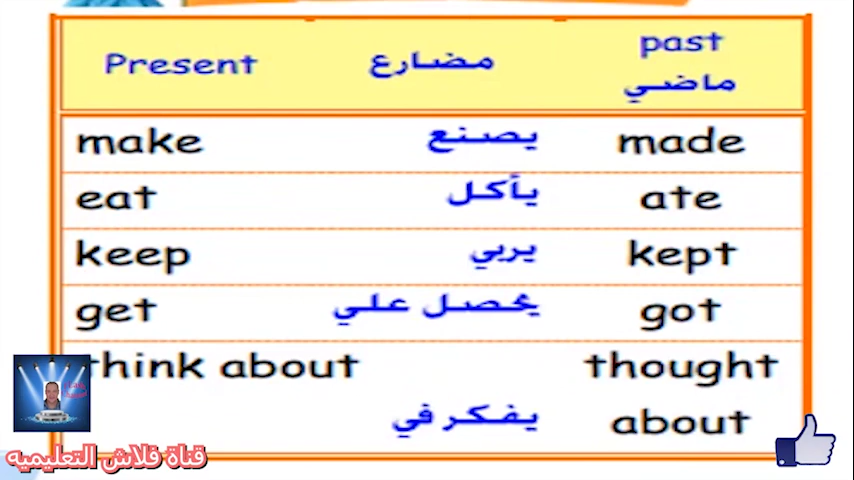 Present مضارع past
ماضي
make يصنع made
eat يأكل ate
keep يربي kept
get يحصل علي got
think about thought
يفكر في about
قناة فلاش التعليميه